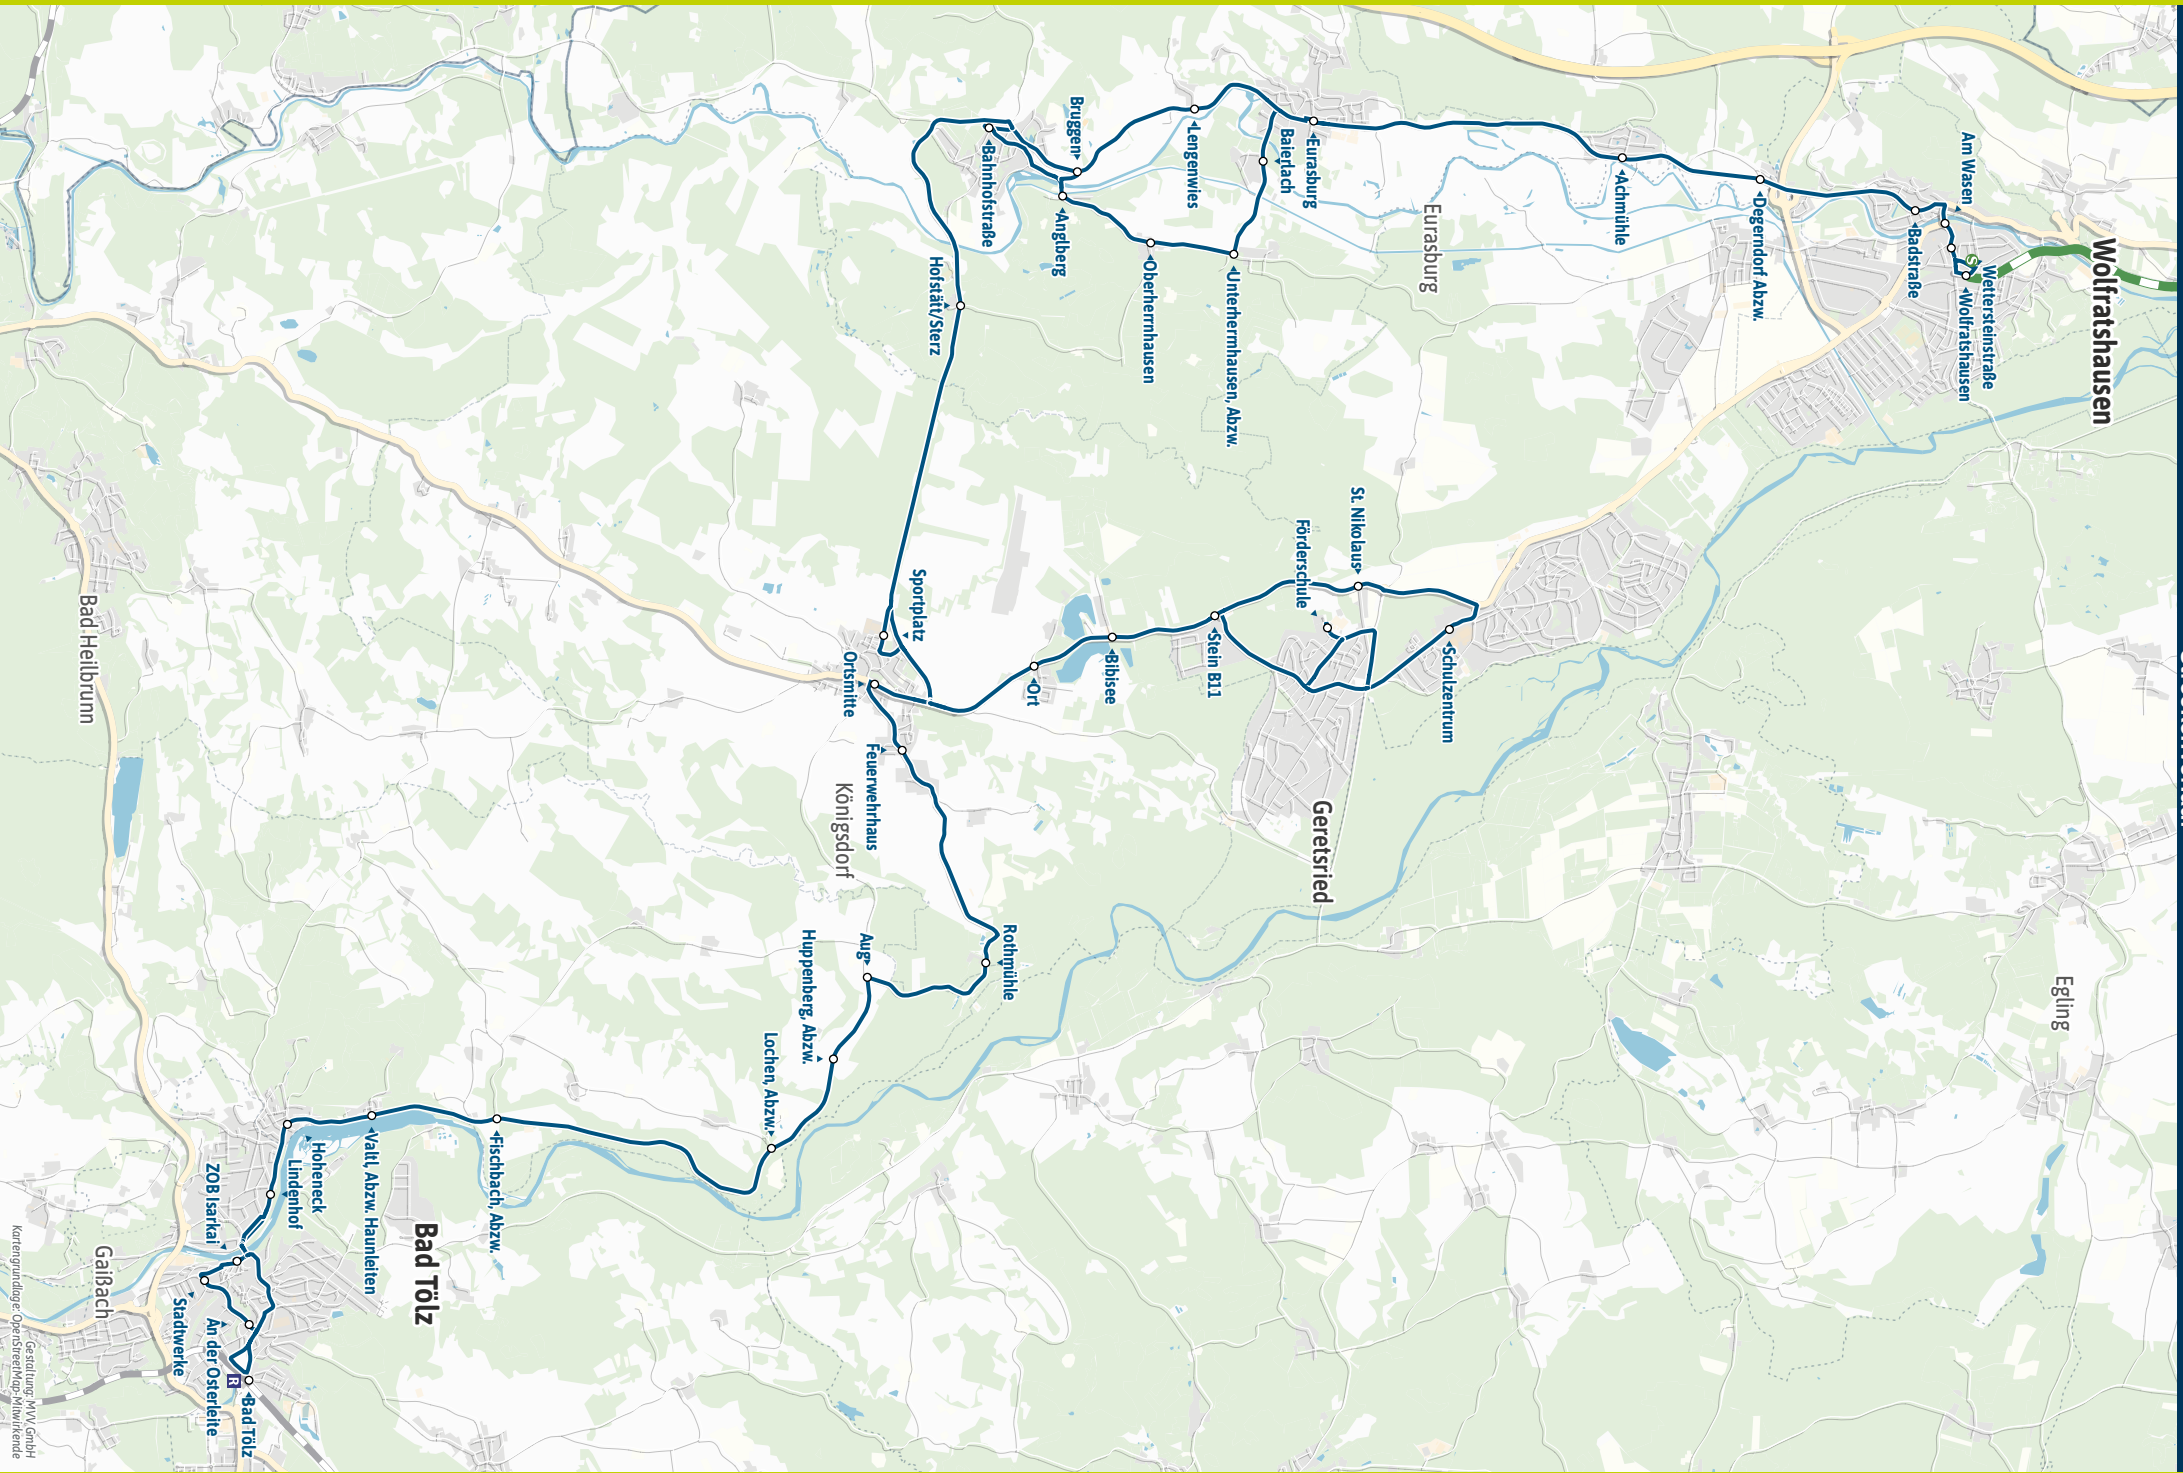 Wolfratshausen
Am Wasen
Wettersteinstraße
Wolfratshausen
S
Badstraße
Degerndorf Abzw.
Achmühle
Eurasburg
Eurasburg
Baierlach
Unterherrnhausen, Abzw.
Lengenwies
Oberherrnhausen
Bruggen
Anglberg
Bahnhofstraße
Hofstätt/Sterz
Egling
Schulzentrum
St. Nikolaus
Förderschule
Geretsried
Stein B11
Bibisee
Ort
Sportplatz
Ortsmitte
Feuerwehrhaus
Königsdorf
Rothmühle
Aug
Huppenberg, Abzw.
Lochen, Abzw.
Fischbach, Abzw.
Bad Tölz
Valtl, Abzw. Haunleiten
Hoheneck
Lindenhof
ZOB Isarkai
Stadtwerke
An der Osterleite
R
Bad Tölz
Bad Heilbrunn
Gaißach
Gestaltung: MVV GmbH
Kartengrundlage: OpenStreetMap-Mitwirkende